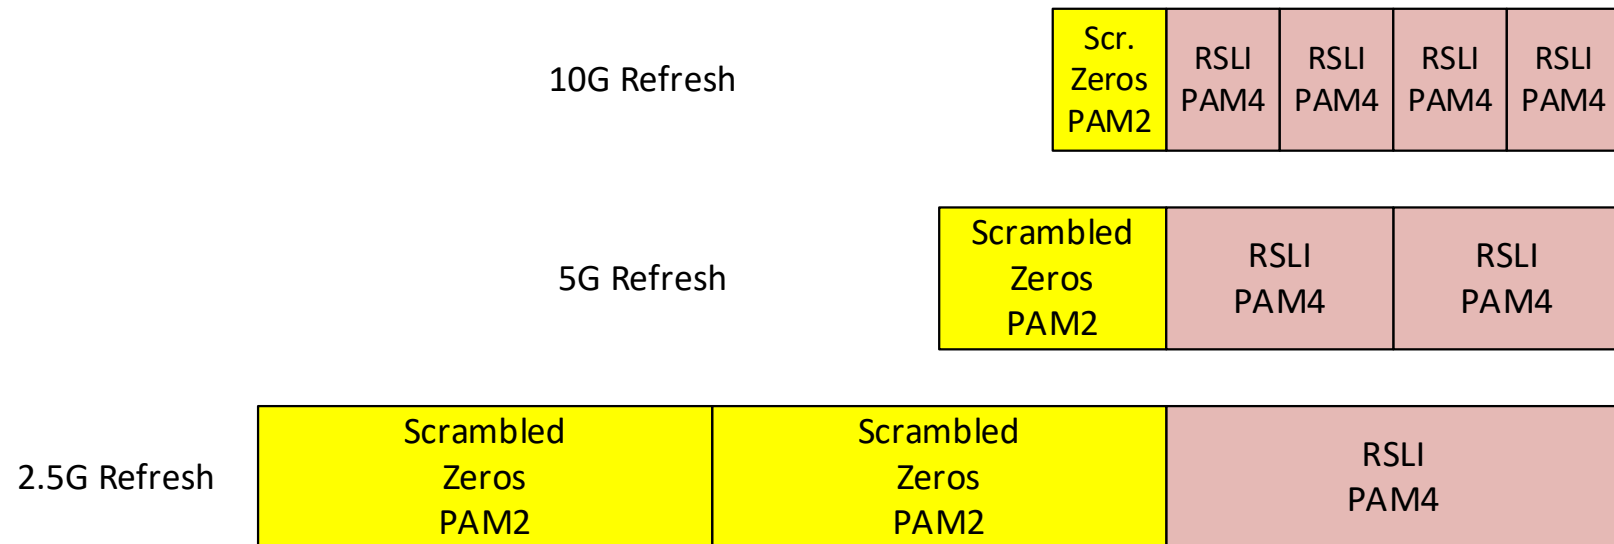 10G Refresh
Scr.
Zeros
PAM2
RSLI
PAM4
RSLI
PAM4
RSLI
PAM4
RSLI
PAM4
5G Refresh
Scrambled
Zeros
PAM2
RSLI
PAM4
RSLI
PAM4
2.5G Refresh
Scrambled
Zeros
PAM2
Scrambled
Zeros
PAM2
RSLI
PAM4